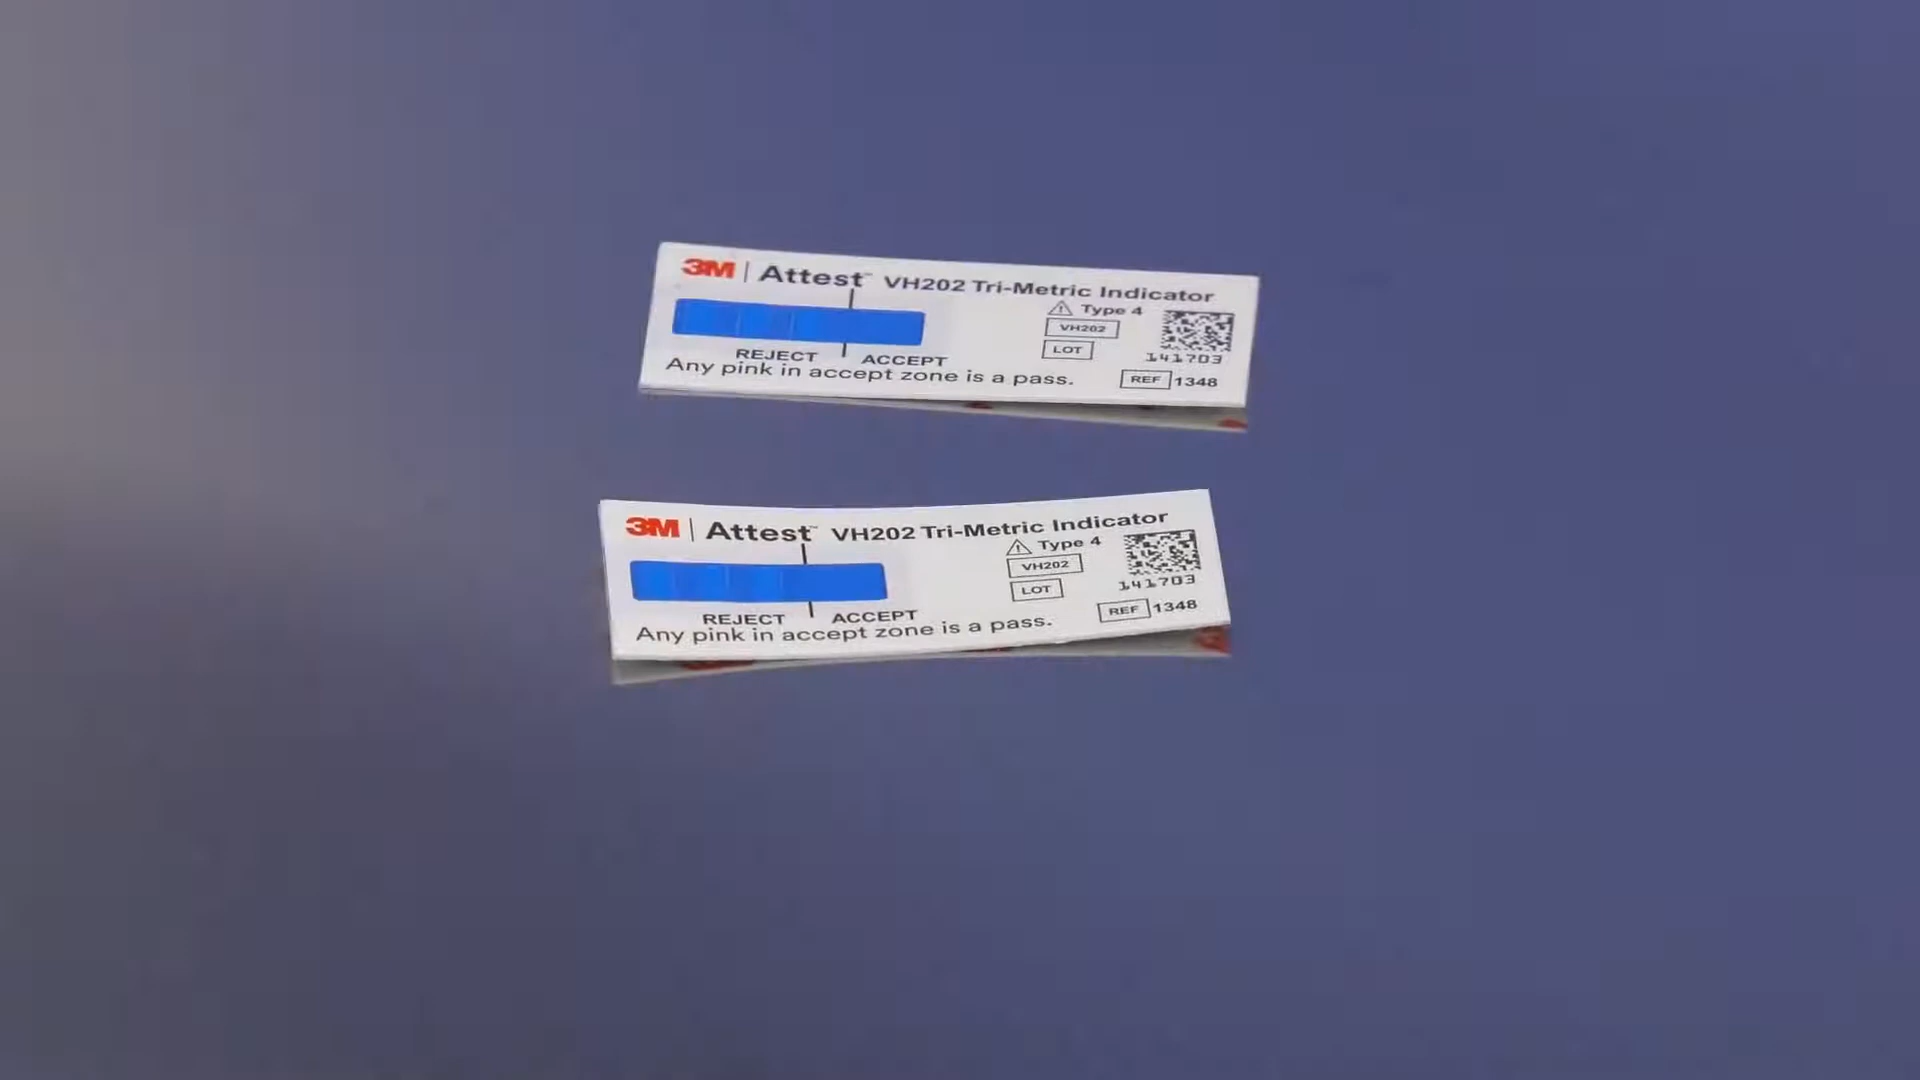 3M | Attest™ VH202 Tri-Metric Indicator
⚠ Type 4
VH202
LOT
141703
REJECT ACCEPT
Any pink in accept zone is a pass.
REF 1348
3M | Attest™ VH202 Tri-Metric Indicator
⚠ Type 4
VH202
LOT
141703
REJECT ACCEPT
Any pink in accept zone is a pass.
REF 1348